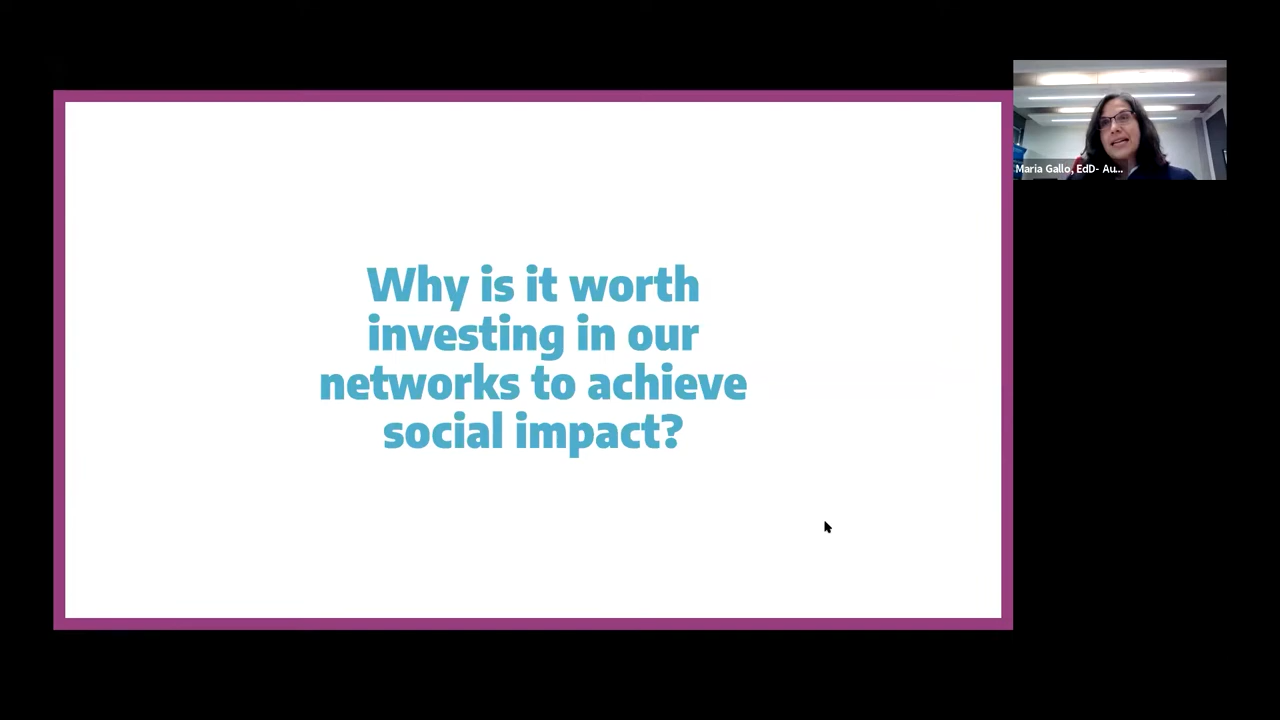 Why is it worth
investing in our
networks to achieve
social impact?
Maria Gallo, EdD- Au...